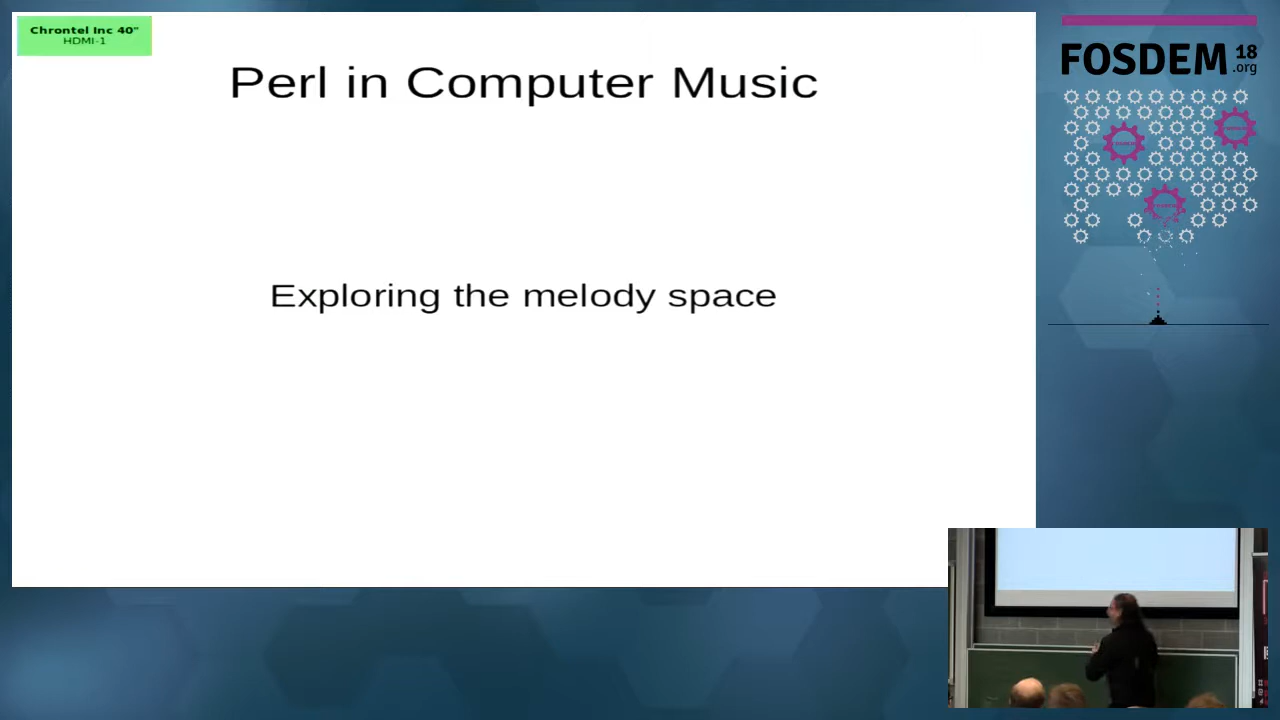 Chrontel Inc 40"
HDMI-1
Perl in Computer Music
Exploring the melody space
FOSDEM 18
.org